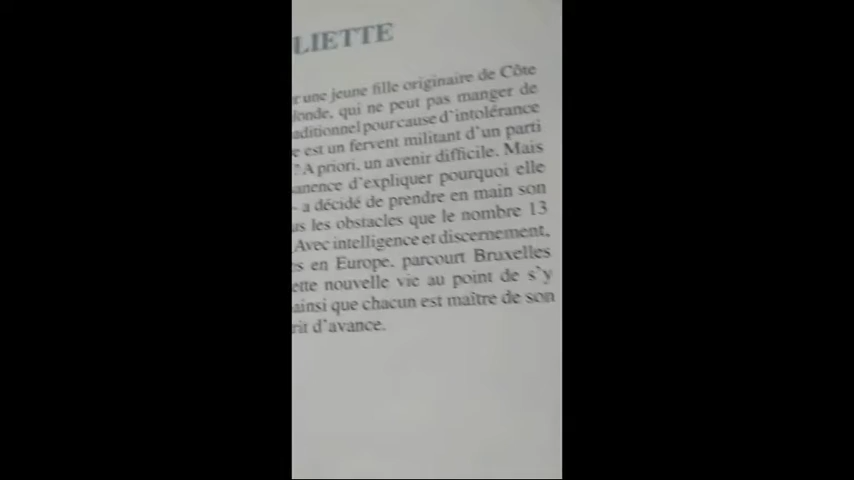 LIETTE
r une jeune fille originaire de Côte
londe, qui ne peut pas manger de
aditionnel pour cause d'intolérance
e est un fervent militant d'un parti
?" A priori, un avenir difficile. Mais
anence d'expliquer pourquoi elle
- a décidé de prendre en main son
us les obstacles que le nombre 13
Avec intelligence et discernement,
s en Europe, parcourt Bruxelles
ette nouvelle vie au point de s'y
ainsi que chacun est maître de son
rit d'avance.